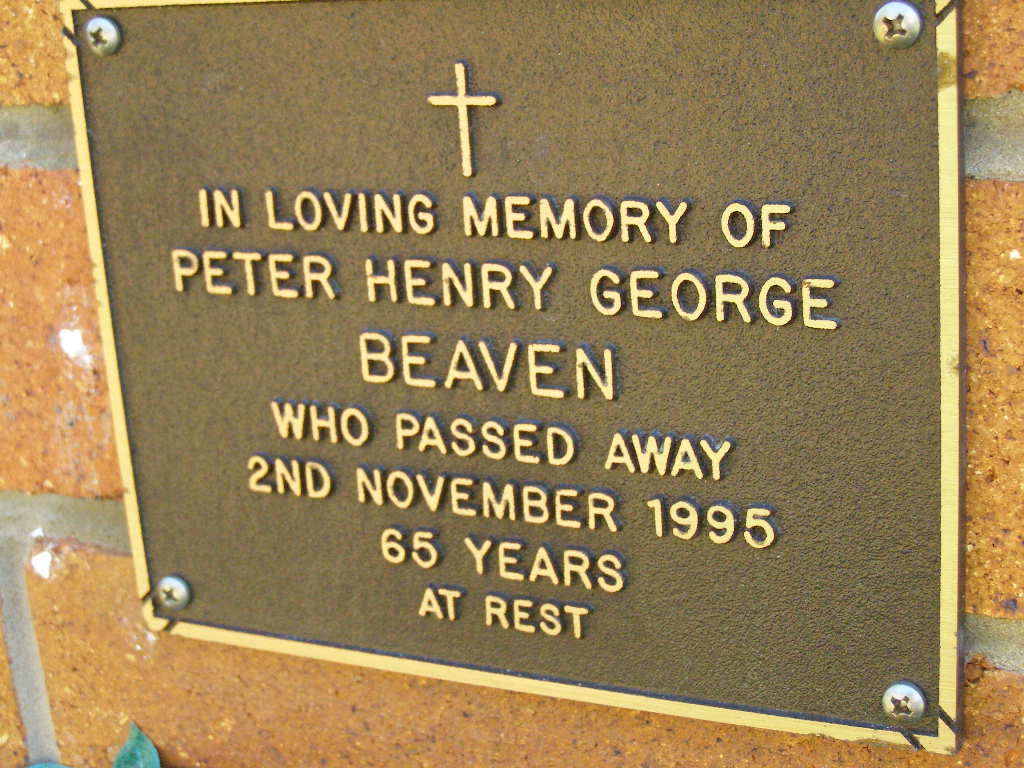 IN LOVING MEMORY OF
PETER HENRY GEORGE
BEAVEN
WHO PASSED AWAY
2ND NOVEMBER 1995
65 YEARS
AT REST